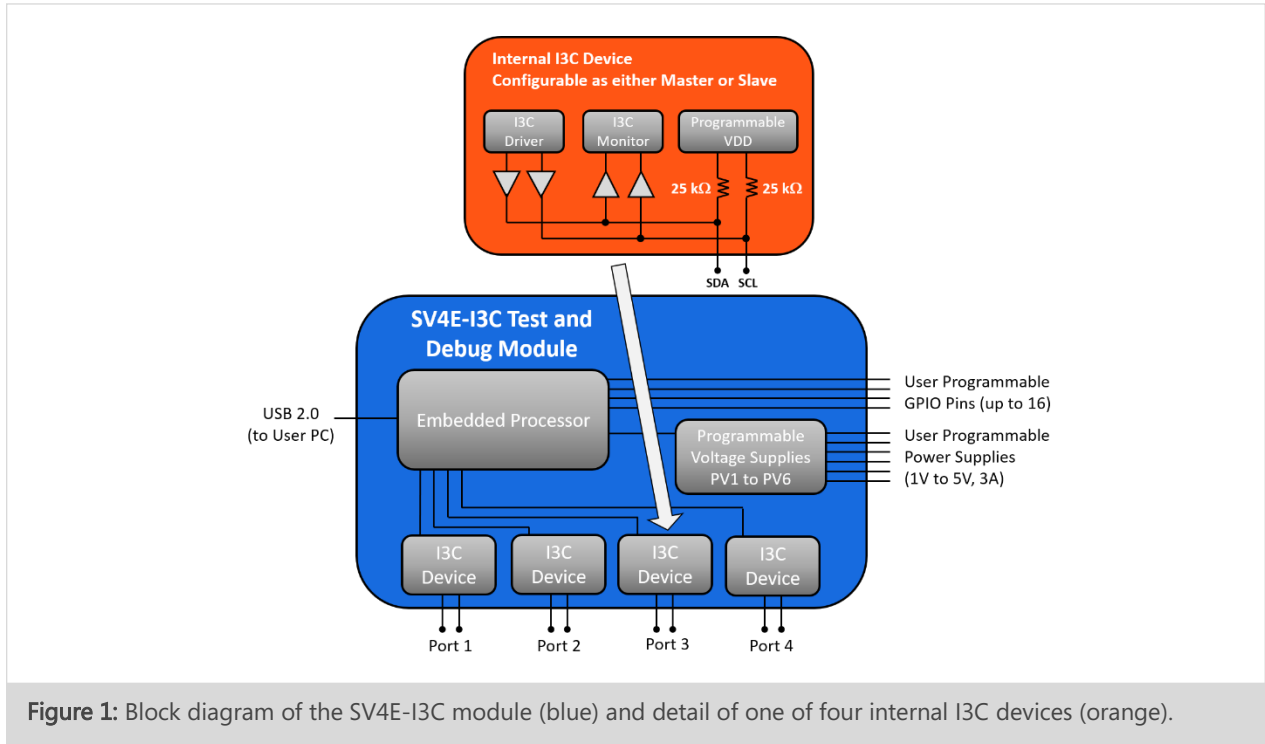 Internal I3C Device
Configurable as either Master or Slave
I3C
Driver
I3C
Monitor
Programmable
VDD
25 kΩ
25 kΩ
SDA
SCL
SV4E-I3C Test and
Debug Module
Embedded Processor
USB 2.0
(to User PC)
User Programmable
GPIO Pins (up to 16)
Programmable
Voltage Supplies
PV1 to PV6
User Programmable
Power Supplies
(1V to 5V, 3A)
I3C
Device
I3C
Device
I3C
Device
I3C
Device
Port 1
Port 2
Port 3
Port 4
Figure 1: Block diagram of the SV4E-I3C module (blue) and detail of one of four internal I3C devices (orange).